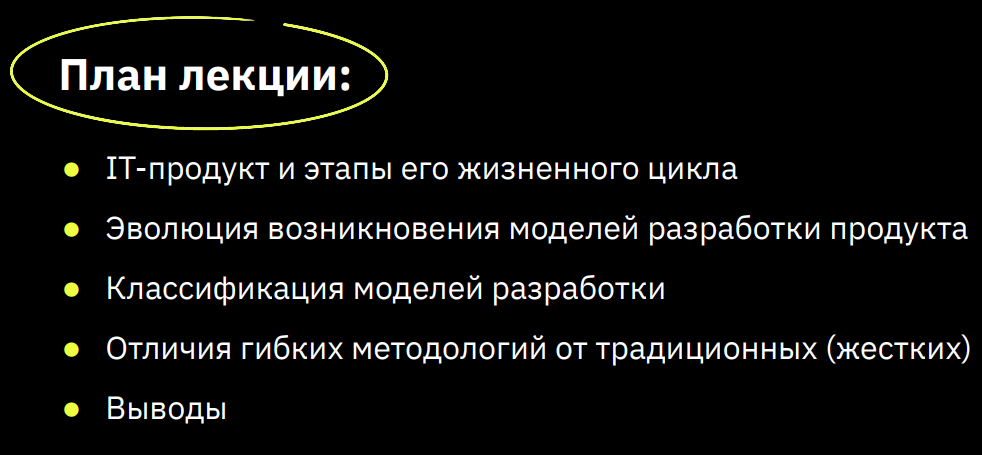 План лекции:
● IT-продукт и этапы его жизненного цикла
● Эволюция возникновения моделей разработки продукта
● Классификация моделей разработки
● Отличия гибких методологий от традиционных (жестких)
● Выводы